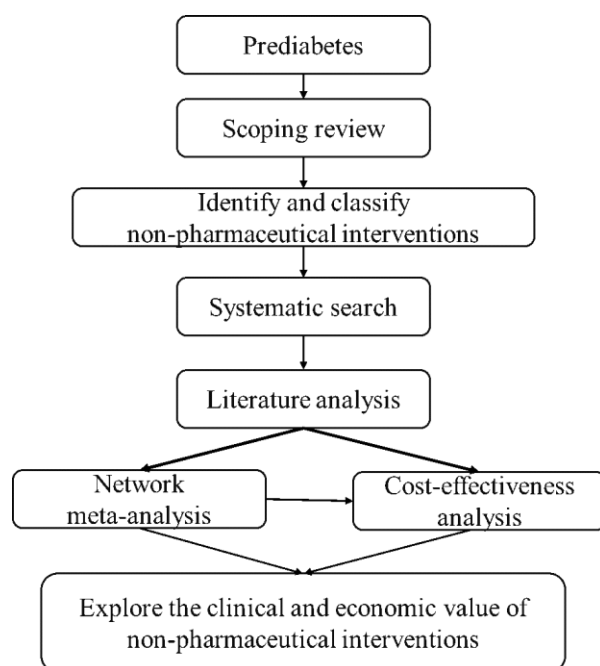 Prediabetes
Scoping review
Identify and classify
non-pharmaceutical interventions
Systematic search
Literature analysis
Network
meta-analysis
Cost-effectiveness
analysis
Explore the clinical and economic value of
non-pharmaceutical interventions